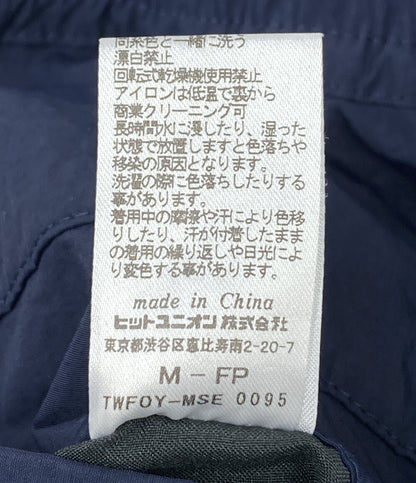 同系色と一緒に洗う
漂白禁止
回転式乾燥機使用禁止
アイロンは低温で裏から
商業クリーニング可
長時間水に浸したり、湿った
状態で放置しますと色落ちや
移染の原因となります。
洗濯の際に色落ちしたりする
事があります。
着用中の摩擦や汗により色移
りしたり、汗が付着したまま
の着用の繰り返しや日光によ
り変色する事があります。
made in China
ヒットユニオン株式会社
東京都渋谷区恵比寿南2-20-7
M - FP
TWFOY-MSE 0095